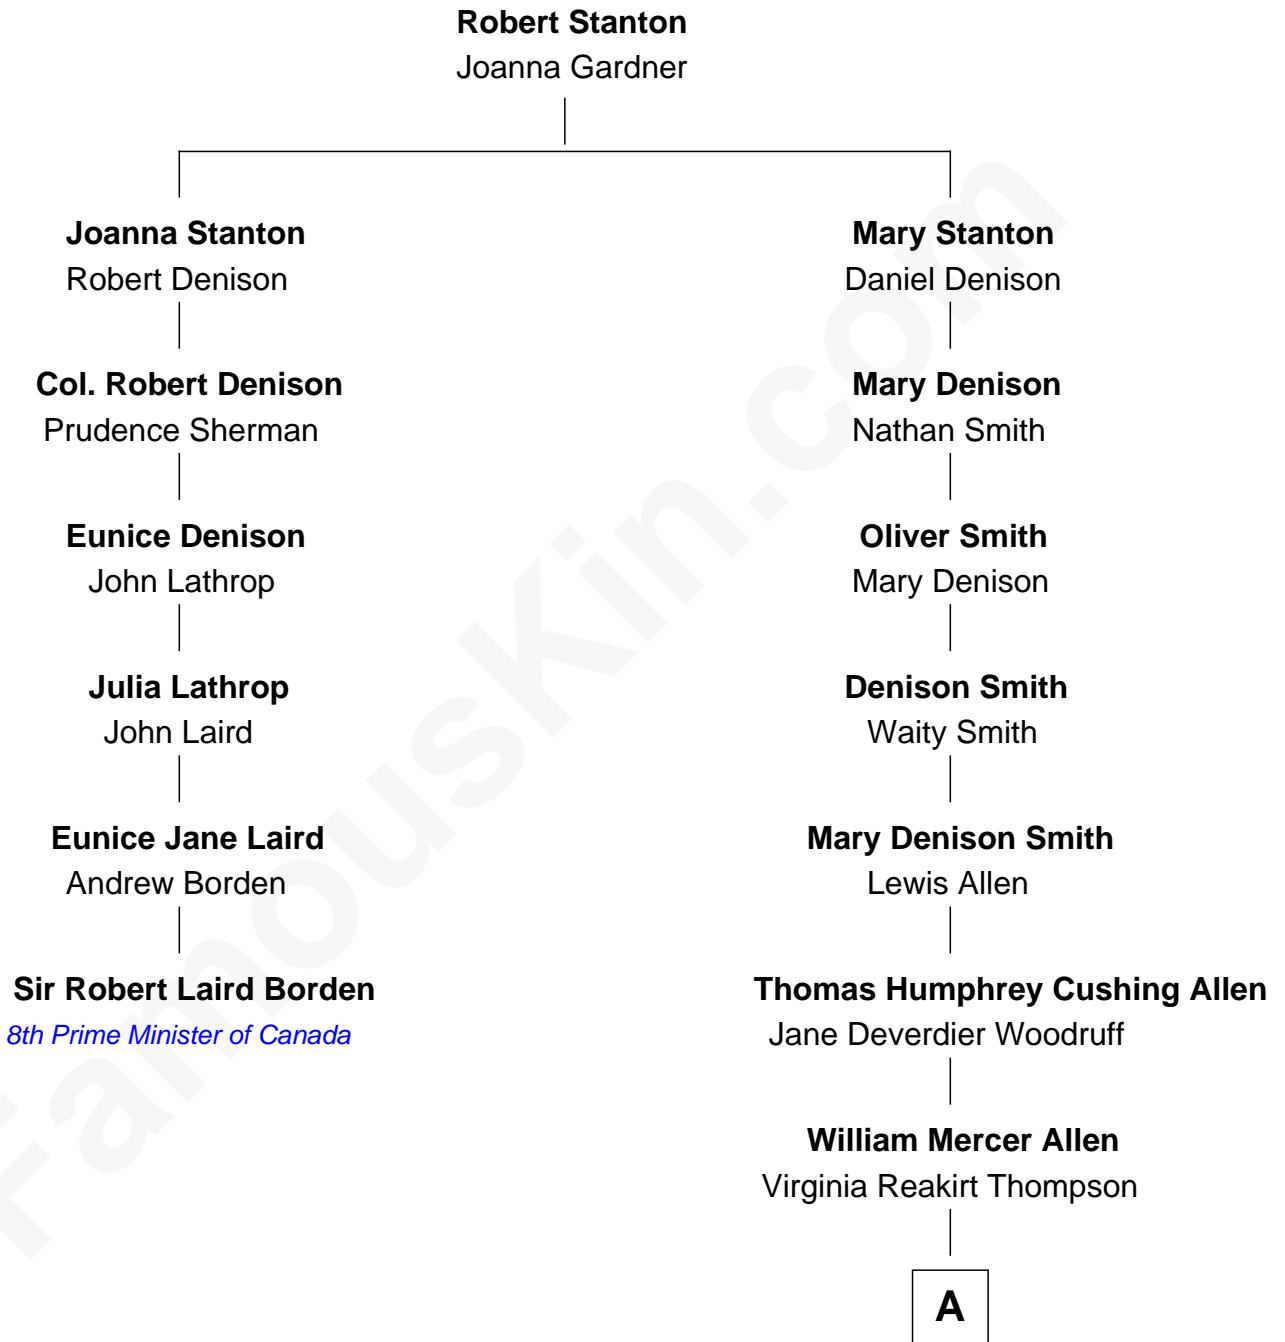 Robert Stanton
Joanna Gardner
Joanna Stanton
Robert Denison
Mary Stanton
Daniel Denison
Col. Robert Denison
Prudence Sherman
Mary Denison
Nathan Smith
Eunice Denison
John Lathrop
Oliver Smith
Mary Denison
Julia Lathrop
John Laird
Denison Smith
Waity Smith
Eunice Jane Laird
Andrew Borden
Mary Denison Smith
Lewis Allen
Sir Robert Laird Borden
8th Prime Minister of Canada
Thomas Humphrey Cushing Allen
Jane Deverdier Woodruff
William Mercer Allen
Virginia Reakirt Thompson
A
FamousKin.com